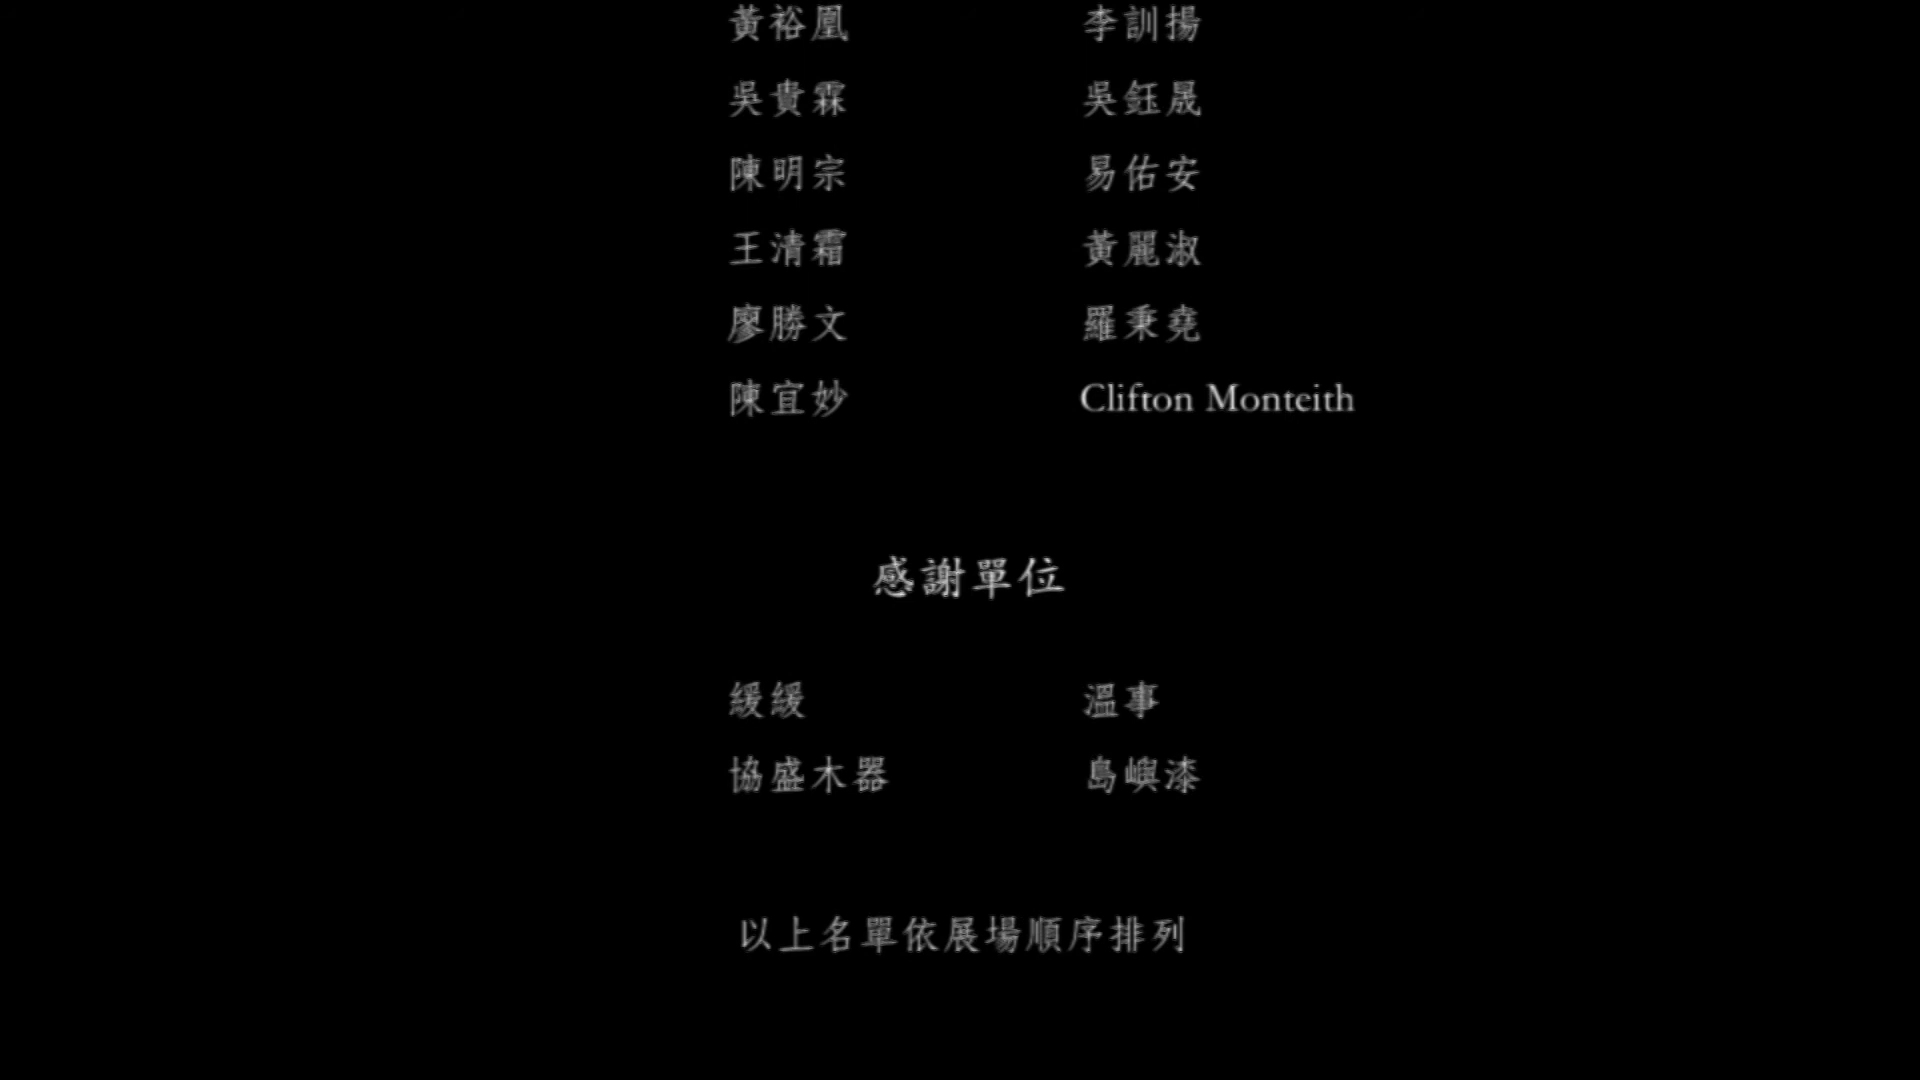 黃裕凰 李訓揚
吳貴霖 吳鈺晟
陳明宗 易佑安
王清霜 黃麗淑
廖勝文 羅秉堯
陳宜妙 Clifton Monteith
感謝單位
緩緩 溫事
協盛木器 島嶼漆
以上名單依展場順序排列